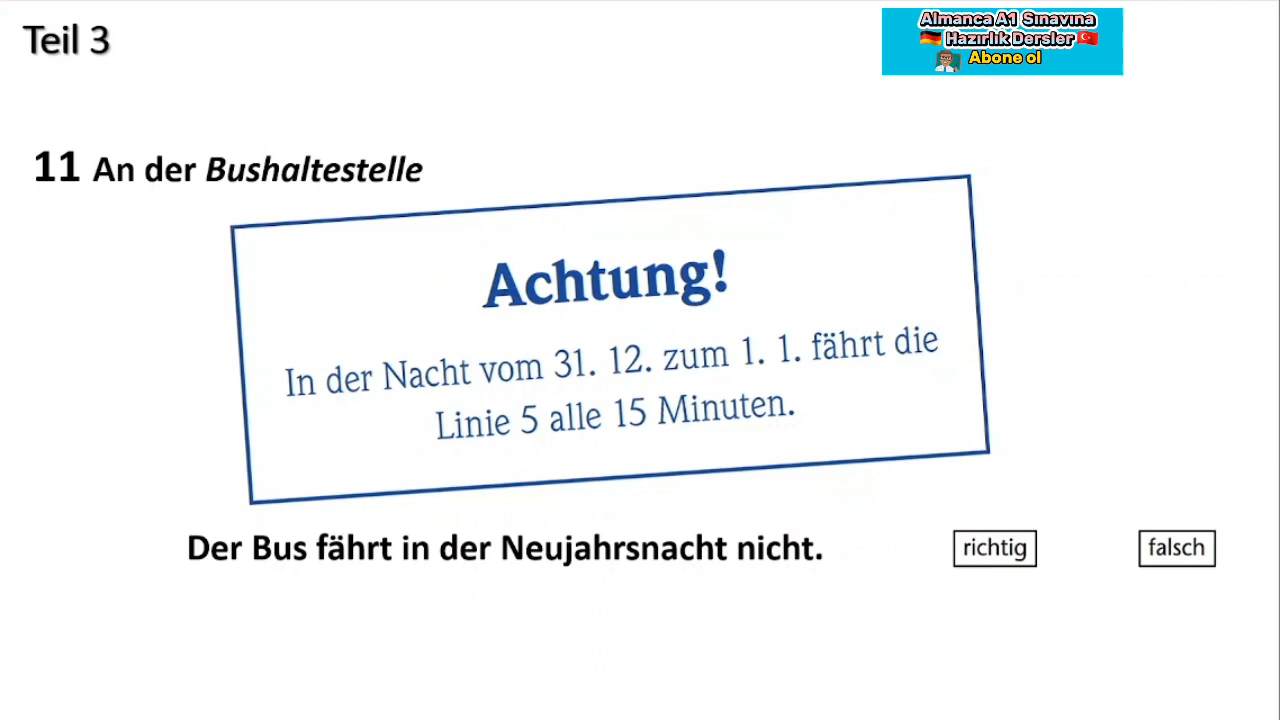 Teil 3
Almanca A1 Sınavına
Hazırlık Dersler
Abone ol
11 An der Bushaltestelle
Achtung!
In der Nacht vom 31. 12. zum 1. 1. fährt die
Linie 5 alle 15 Minuten.
Der Bus fährt in der Neujahrsnacht nicht. richtig falsch